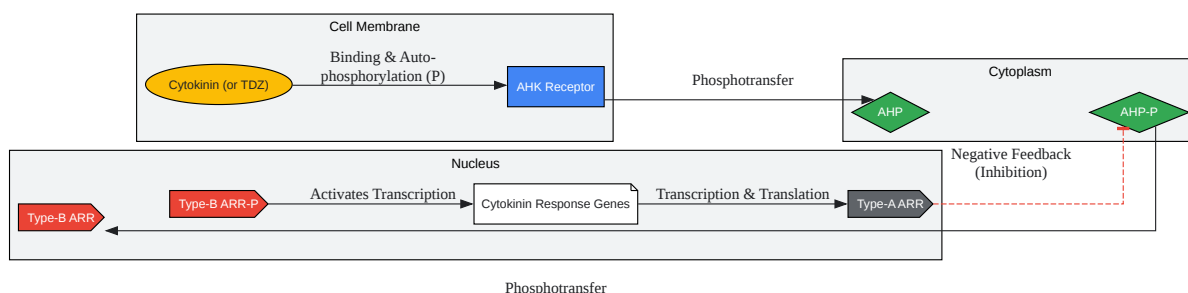 Cell Membrane
Binding & Auto-
phosphorylation (P)
Cytokinin (or TDZ)
AHK Receptor
Phosphotransfer
Cytoplasm
AHP
AHP-P
Negative Feedback
(Inhibition)
Nucleus
Type-B ARR
Type-B ARR-P
Activates Transcription
Cytokinin Response Genes
Transcription & Translation
Type-A ARR
Phosphotransfer